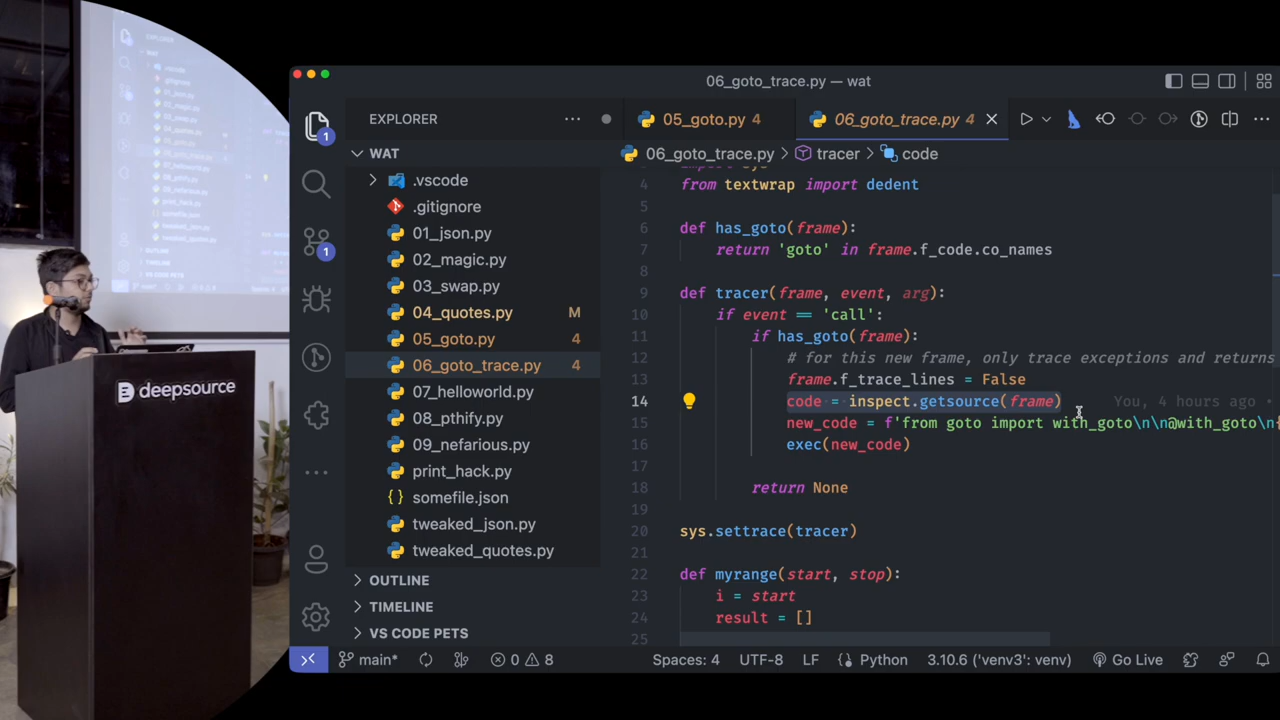 06_goto_trace.py — wat
1
EXPLORER
05_goto.py 4
06_goto_trace.py 4
WAT
06_goto_trace.py > tracer > code
.vscode
.gitignore
01_json.py
02_magic.py
03_swap.py
04_quotes.py M
05_goto.py 4
06_goto_trace.py 4
07_helloworld.py
08_pthify.py
09_nefarious.py
print_hack.py
somefile.json
tweaked_json.py
tweaked_quotes.py
OUTLINE
TIMELINE
VS CODE PETS
1
4 from textwrap import dedent
5
6 def has_goto(frame):
7 return 'goto' in frame.f_code.co_names
8
9 def tracer(frame, event, arg):
10 if event == 'call':
11 if has_goto(frame):
12 # for this new frame, only trace exceptions and returns
13 frame.f_trace_lines = False
14 code = inspect.getsource(frame) You, 4 hours ago •
15 new_code = f'from goto import with_goto\n\n@with_goto\n{
16 exec(new_code)
17
18 return None
19
20 sys.settrace(tracer)
21
22 def myrange(start, stop):
23 i = start
24 result = []
25
main* 0 8 Spaces: 4 UTF-8 LF Python 3.10.6 ('venv3': venv) Go Live
deepsource